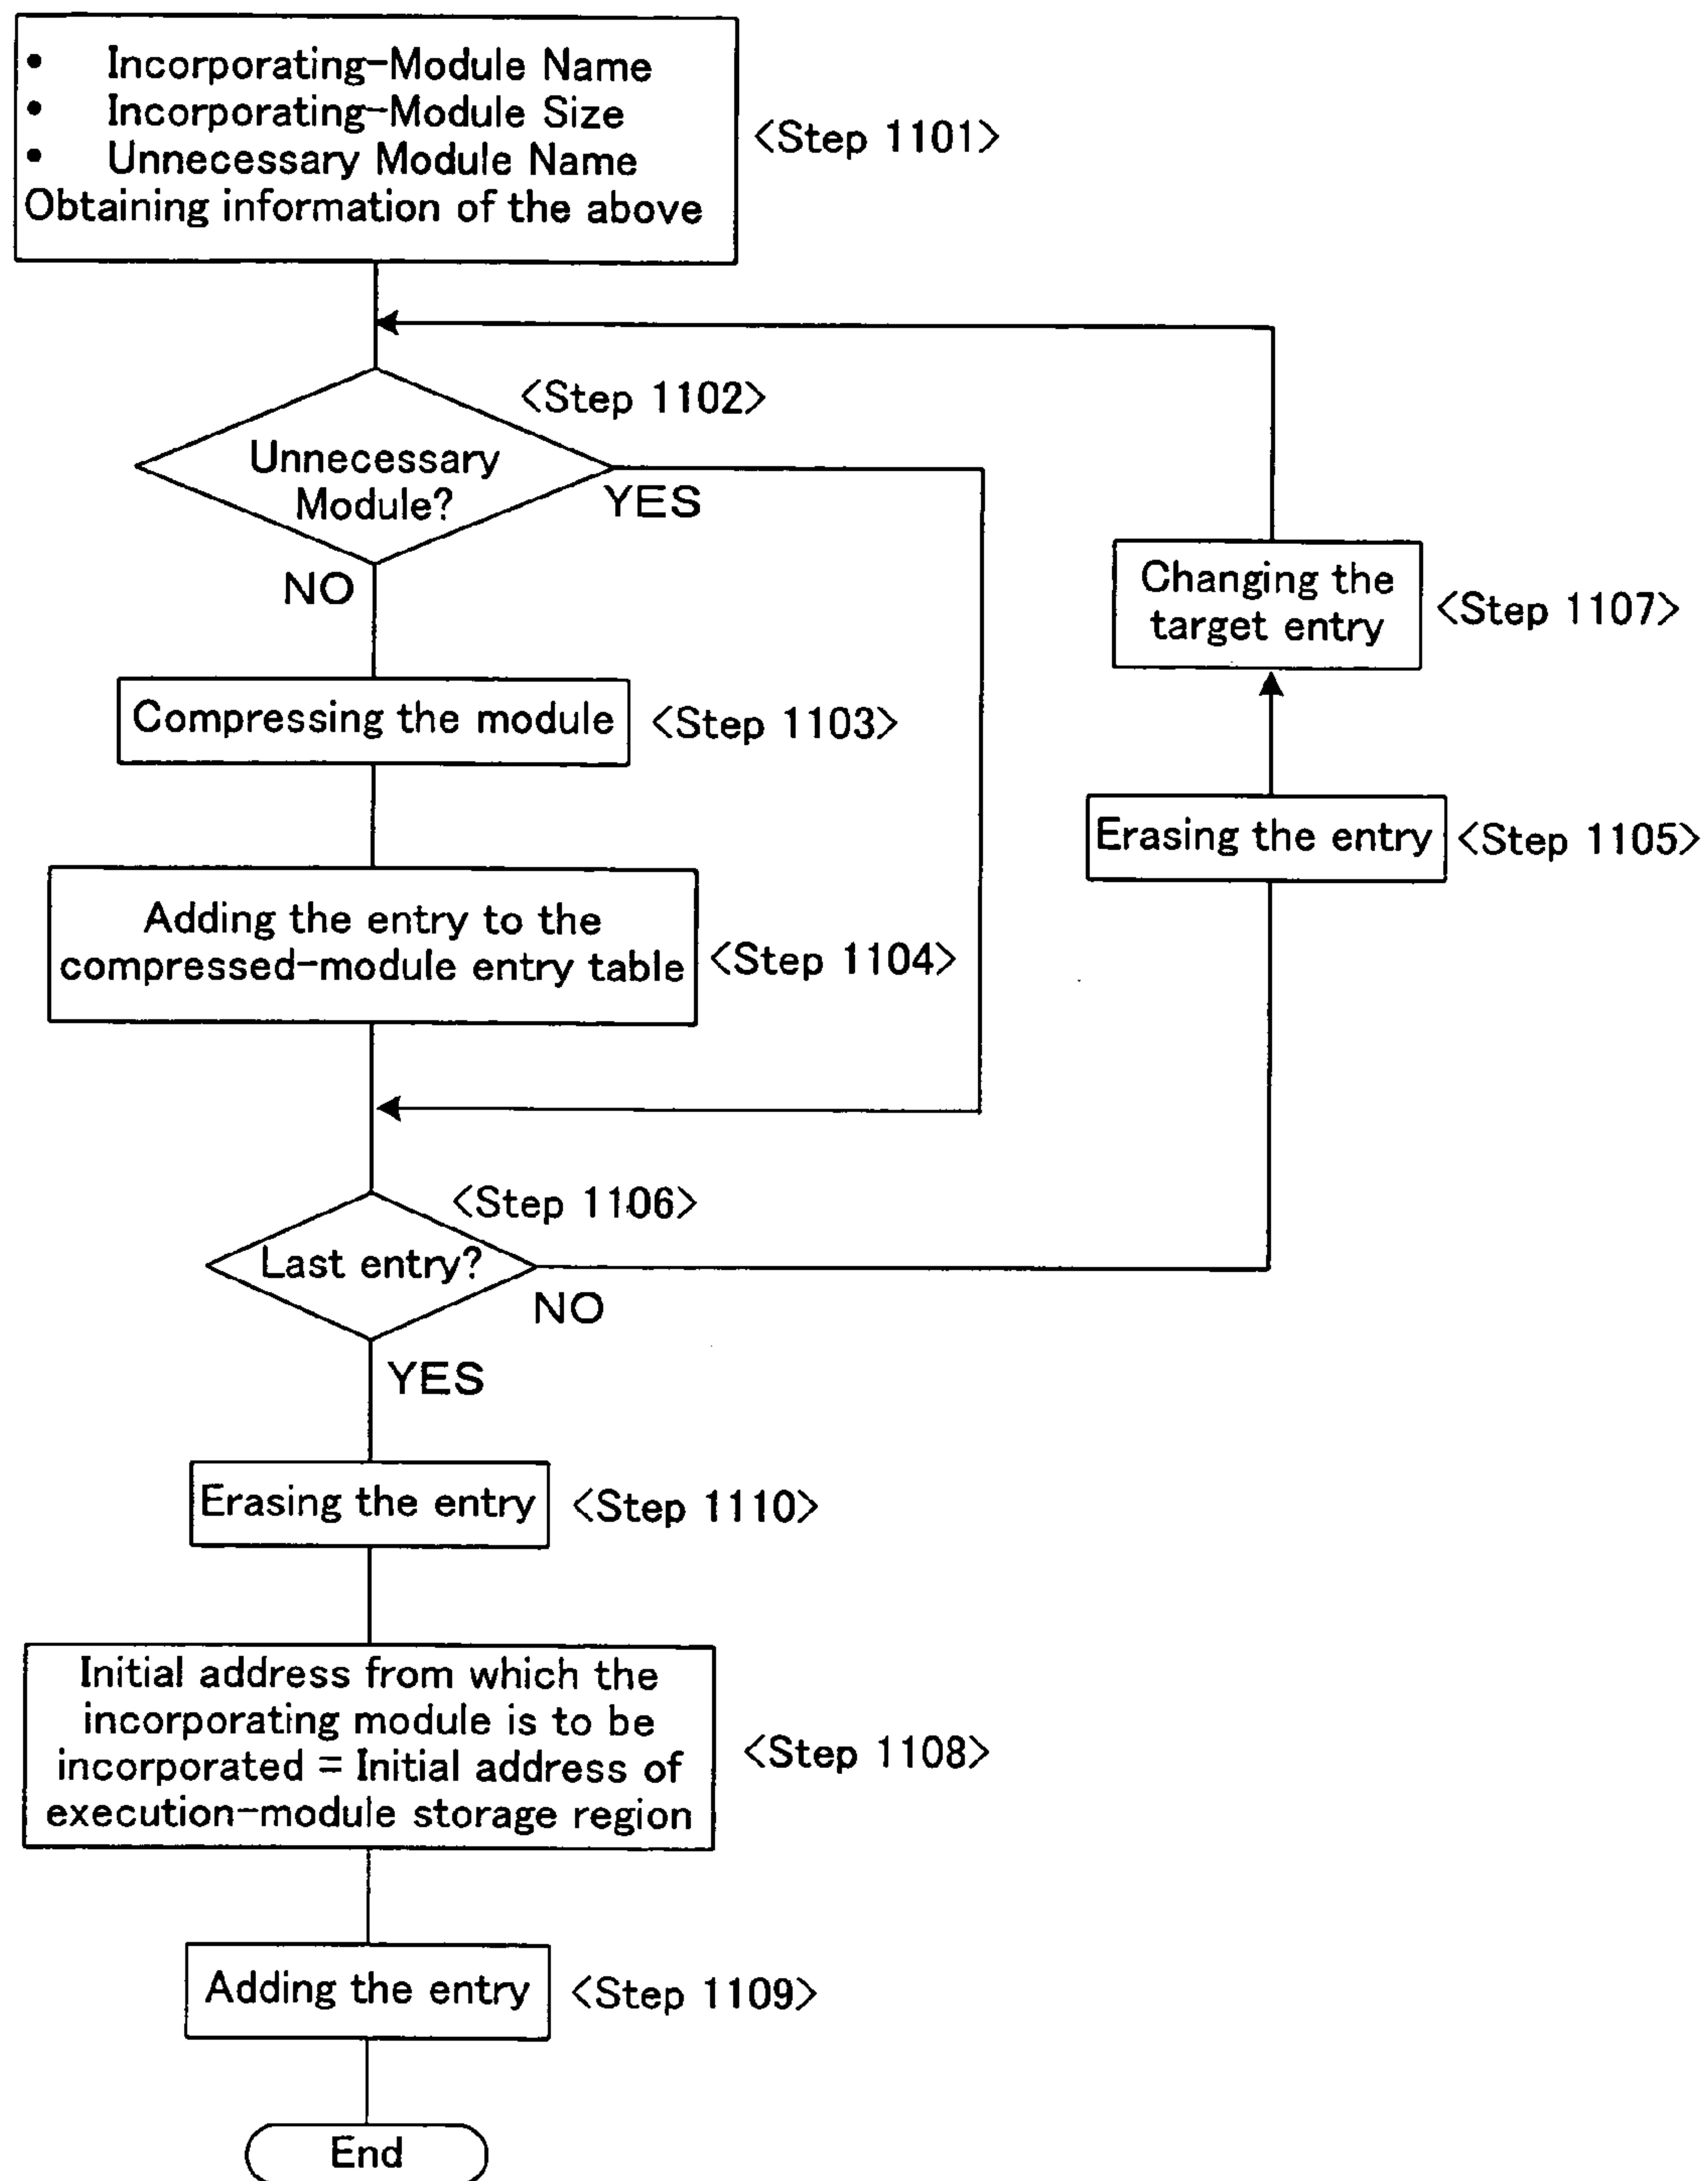 • Incorporating-Module Name
• Incorporating-Module Size
• Unnecessary Module Name
Obtaining information of the above
<Step 1101>
<Step 1102>
Unnecessary
Module?
YES
NO
Changing the
target entry
<Step 1107>
Compressing the module
<Step 1103>
Erasing the entry
<Step 1105>
Adding the entry to the
compressed-module entry table
<Step 1104>
<Step 1106>
Last entry?
NO
YES
Erasing the entry
<Step 1110>
Initial address from which the
incorporating module is to be
incorporated = Initial address of
execution-module storage region
<Step 1108>
Adding the entry
<Step 1109>
End